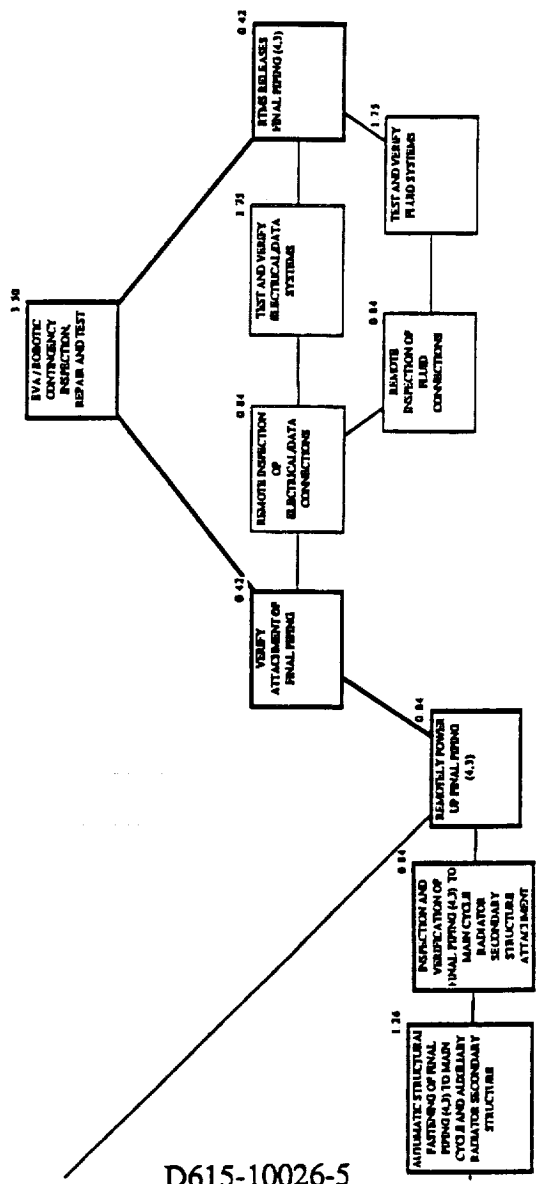 1.26
AUTOMATIC STRUCTURAL
FASTENING OF FINAL
PIPING (4.3) TO MAIN
CYCLE AND AUXILIARY
RADIATOR SECONDARY
STRUCTURE
0.84
INSPECTION AND
VERIFICATION OF
FINAL PIPING (4.3) TO
MAIN CYCLE
RADIATOR
SECONDARY
STRUCTURE
ATTACHMENT
0.84
REMOTELY POWER
UP FINAL PIPING
(4.3)
0.42
VERIFY
ATTACHMENT OF
FINAL PIPING
3.50
EVA / ROBOTIC
CONTINGENCY
INSPECTION,
REPAIR AND TEST
0.84
REMOTE INSPECTION
OF
ELECTRICAL/DATA
CONNECTIONS
1.75
TEST AND VERIFY
ELECTRICAL/DATA
SYSTEMS
0.42
RTMS RELEASES
FINAL PIPING (4.3)
0.84
REMOTE
INSPECTION OF
FLUID
CONNECTIONS
1.75
TEST AND VERIFY
FLUID SYSTEMS
D615-10026-5